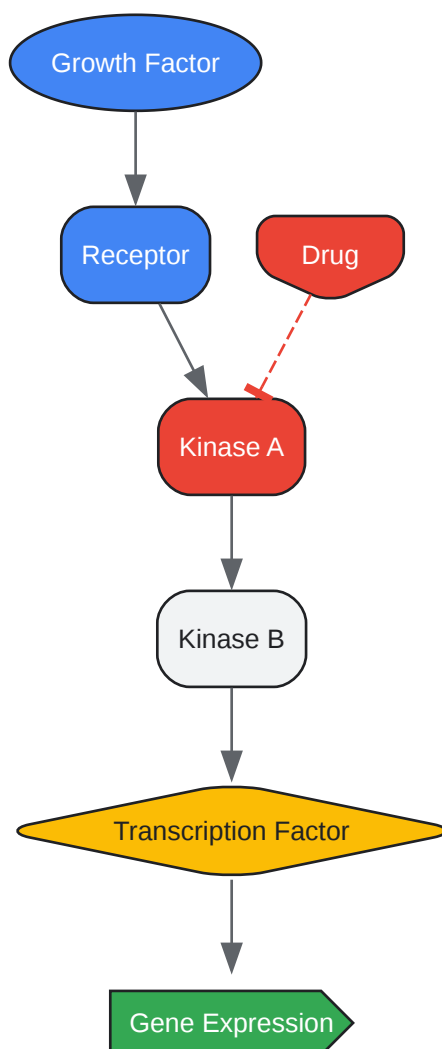 Growth Factor
Receptor
Drug
Kinase A
Kinase B
Transcription Factor
Gene Expression